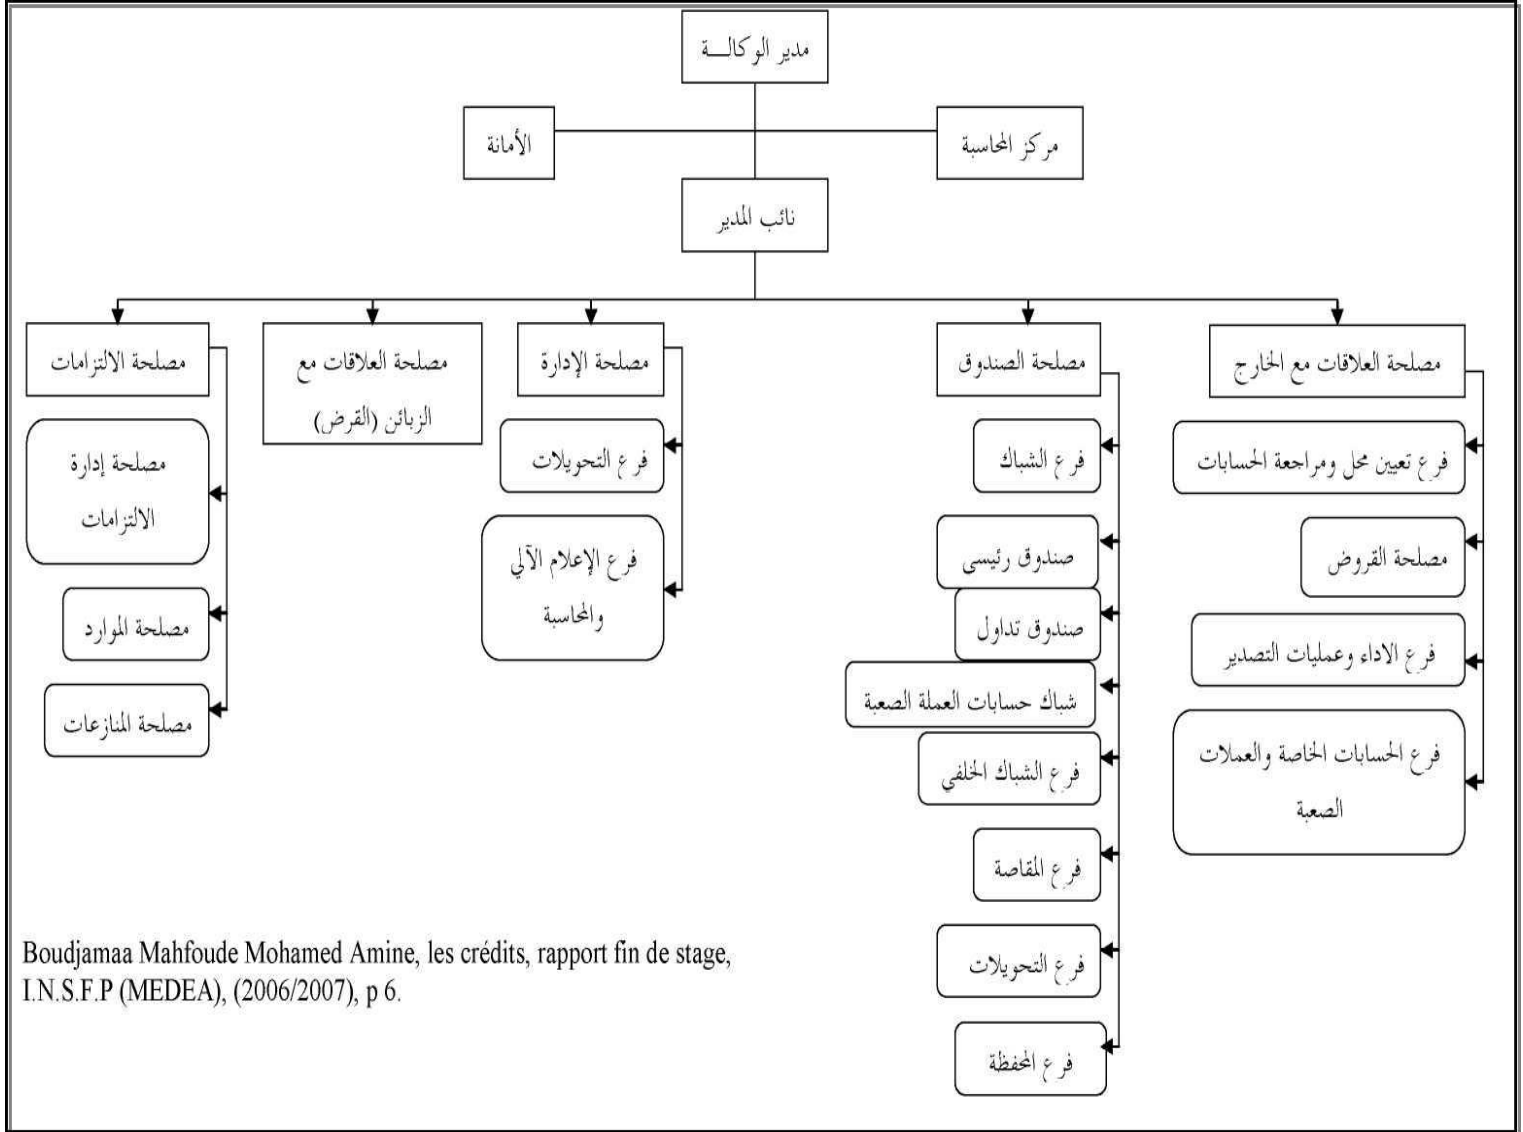 مدير الوكالـــة
مركز المحاسبة
الأمانة
نائب المدير
مصلحة العلاقات مع الخارج
فرع تعيين محل ومراجعة الحسابات
مصلحة القروض
فرع الاداء وعمليات التصدير
فرع الحسابات الخاصة والعملات
الصعبة
مصلحة الصندوق
فرع الشباك
صندوق رئيسي
صندوق تداول
شباك حسابات العملة الصعبة
فرع الشباك الخلفي
فرع المقاصة
فرع التحويلات
فرع المحفظة
مصلحة الإدارة
فرع التحويلات
فرع الإعلام الآلي
والمحاسبة
مصلحة العلاقات مع
الزبائن (القرض)
مصلحة الالتزامات
مصلحة إدارة
الالتزامات
مصلحة الموارد
مصلحة المنازعات
Boudjamaa Mahfoude Mohamed Amine, les crédits, rapport fin de stage,
I.N.S.F.P (MEDEA), (2006/2007), p 6.